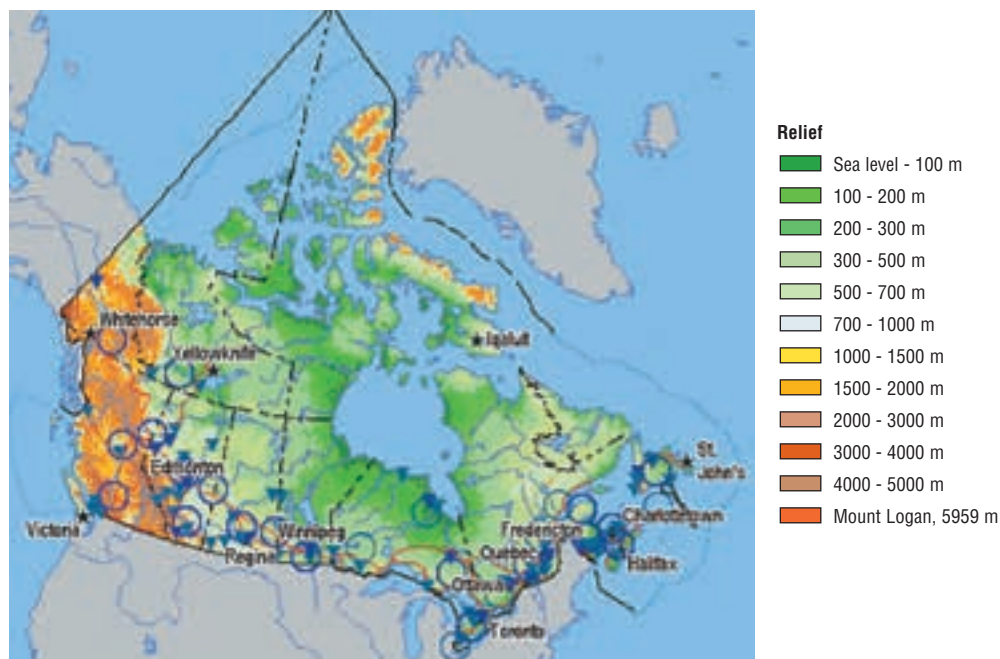 Whitehorse
Yellowknife
Iqaluit
Edmonton
St.
John's
Victoria
Winnipeg
Regina
Fredericton
Charlottetown
Quebec
Halifax
Ottawa
Toronto
Relief
Sea level - 100 m
100 - 200 m
200 - 300 m
300 - 500 m
500 - 700 m
700 - 1000 m
1000 - 1500 m
1500 - 2000 m
2000 - 3000 m
3000 - 4000 m
4000 - 5000 m
Mount Logan, 5959 m